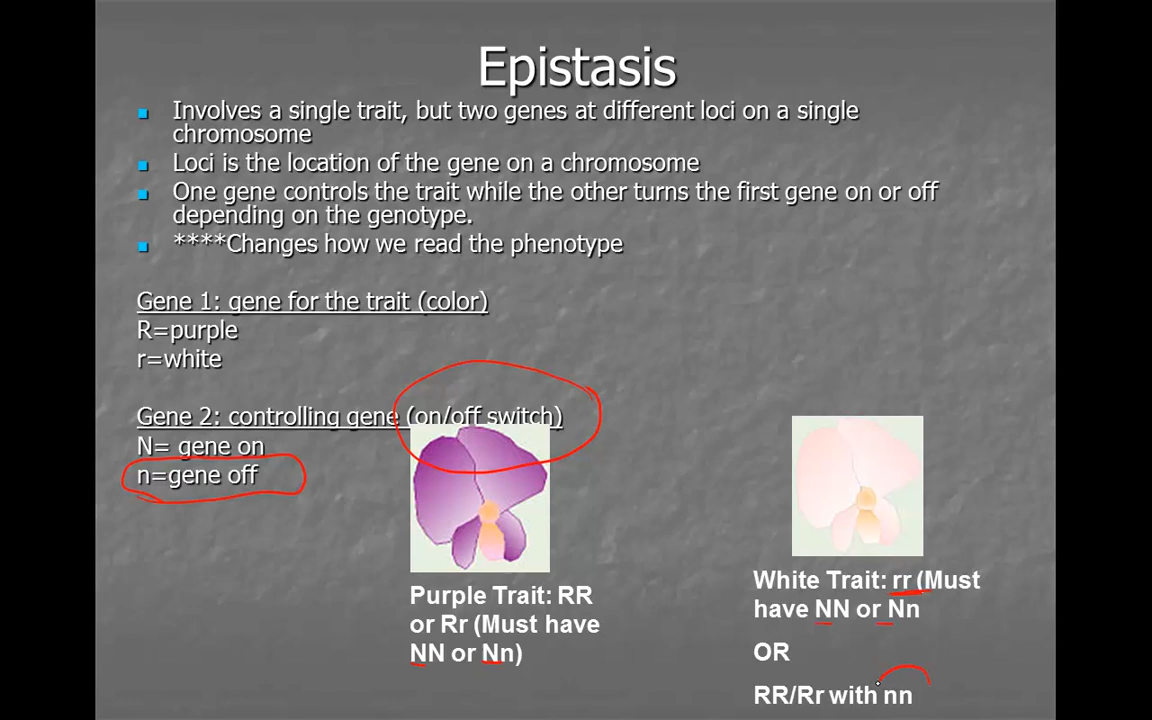 Epistasis
Involves a single trait, but two genes at different loci on a single
chromosome
Loci is the location of the gene on a chromosome
One gene controls the trait while the other turns the first gene on or off
depending on the genotype.
****Changes how we read the phenotype
Gene 1: gene for the trait (color)
R=purple
r=white
Gene 2: controlling gene (on/off switch)
N= gene on
n=gene off
Purple Trait: RR
or Rr (Must have
NN or Nn)
White Trait: rr (Must
have NN or Nn
OR
RR/Rr with nn